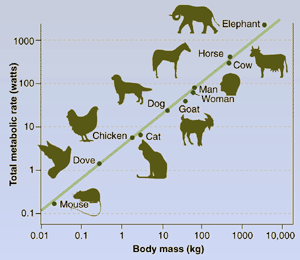 Elephant
1000
Horse
Cow
100
Man
Woman
Dog
Goat
10
Chicken
Cat
Dove
1
Mouse
0.1
0.01
0.1
1
10
100
1000
10,000
Body mass (kg)
Total metabolic rate (watts)